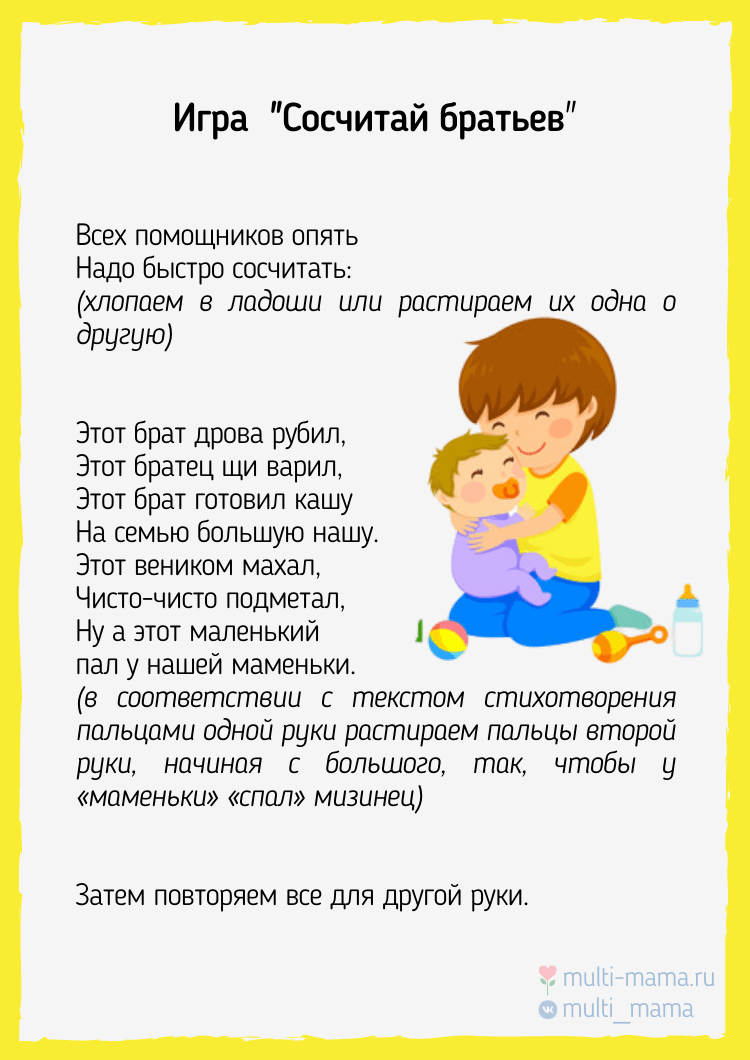 Игра "Сосчитай братьев"
Всех помощников опять
Надо быстро сосчитать:
(хлопаем в ладоши или растираем их одна о
другую)
Этот брат дрова рубил,
Этот братец щи варил,
Этот брат готовил кашу
На семью большую нашу.
Этот веником махал,
Чисто-чисто подметал,
Ну а этот маленький
пал у нашей маменьки.
(в соответствии с текстом стихотворения
пальцами одной руки растираем пальцы второй
руки, начиная с большого, так, чтобы у
«маменьки» «спал» мизинец)
Затем повторяем все для другой руки.
multi-mama.ru
multi_mama